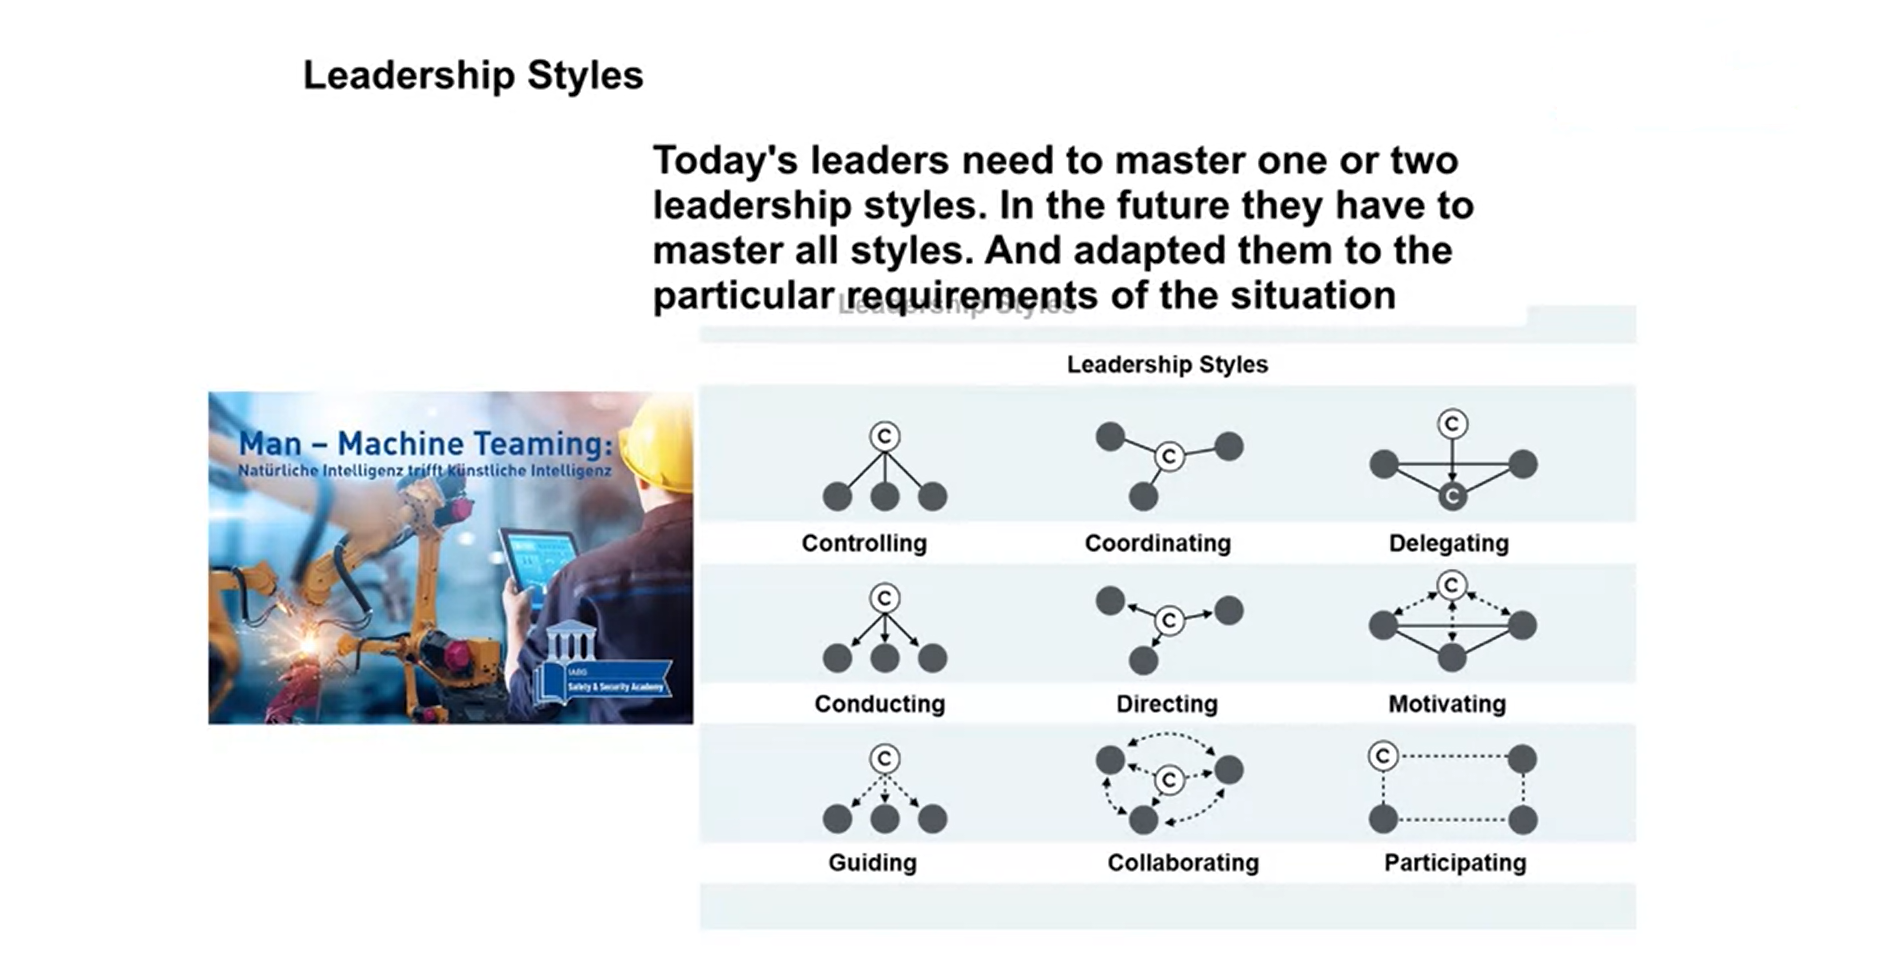 Leadership Styles
Today's leaders need to master one or two
leadership styles. In the future they have to
master all styles. And adapted them to the
particular requirements of the situation
Leadership Styles
Leadership Styles
Man – Machine Teaming:
Natürliche Intelligenz trifft Künstliche Intelligenz
IABG
Safety & Security Academy
C C C
C
Controlling Coordinating Delegating
C C C
Conducting Directing Motivating
C C C
Guiding Collaborating Participating